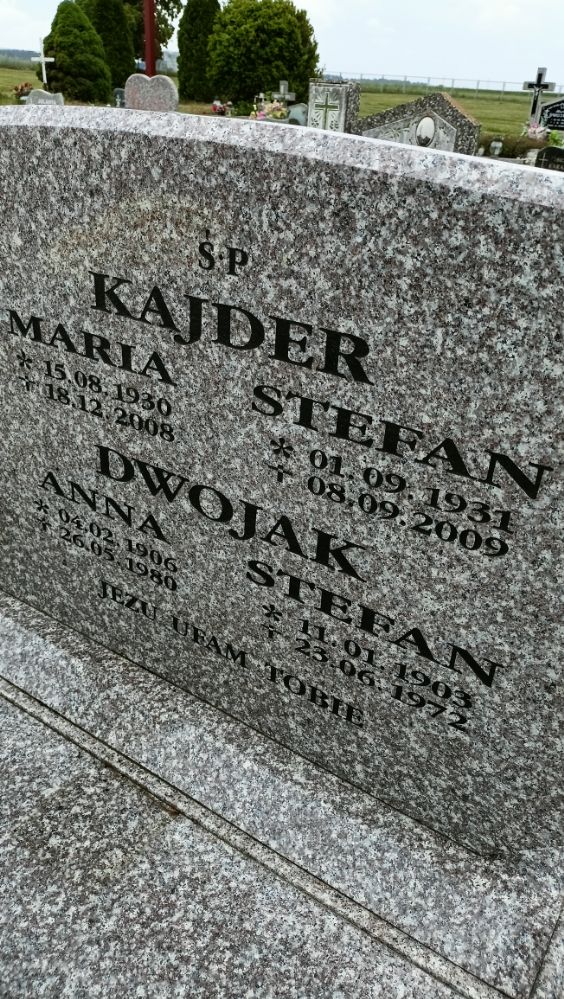 Ś.P
KAJDER
MARIA
* 15.08.1930
† 18.12.2008
STEFAN
* 01.09.1931
† 08.09.2009
DWOJAK
ANNA
* 04.02.1906
† 26.05.1980
STEFAN
* 11.01.1903
† 23.06.1972
JEZU UFAM TOBIE